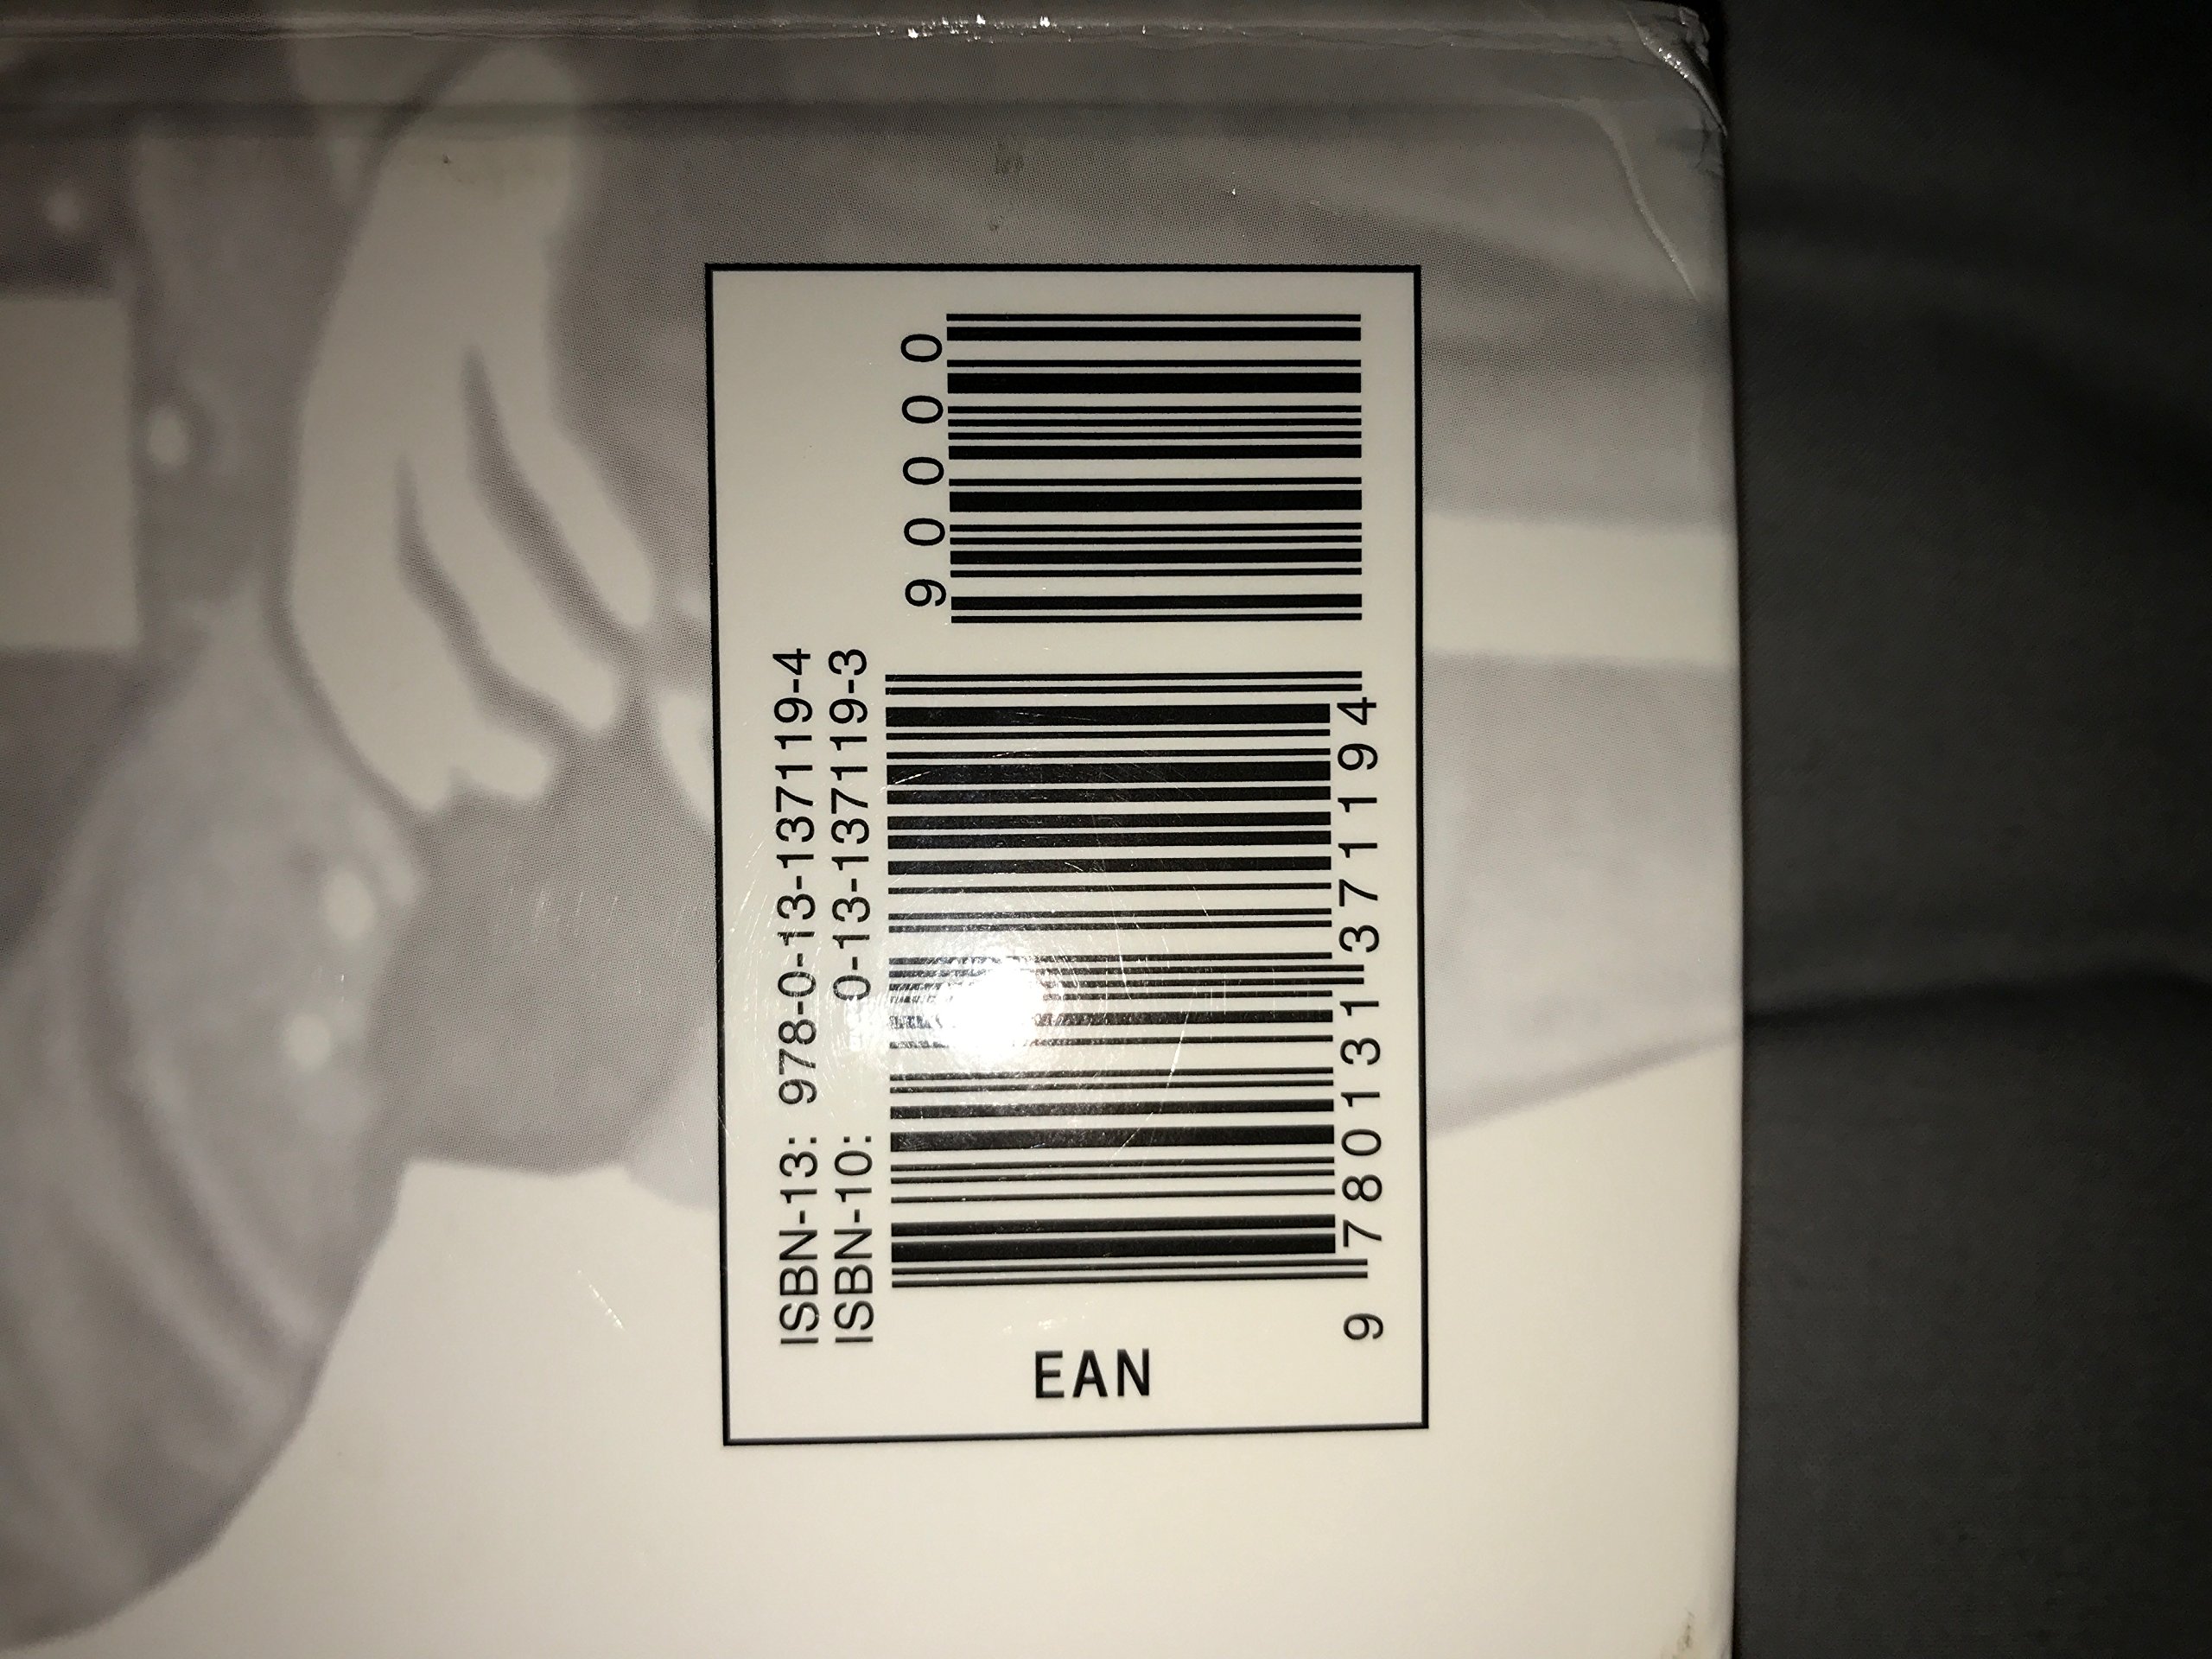 ISBN-13: 978-0-13-137119-4
ISBN-10: 0-13-137119-3
90000
EAN
9 780131 371194